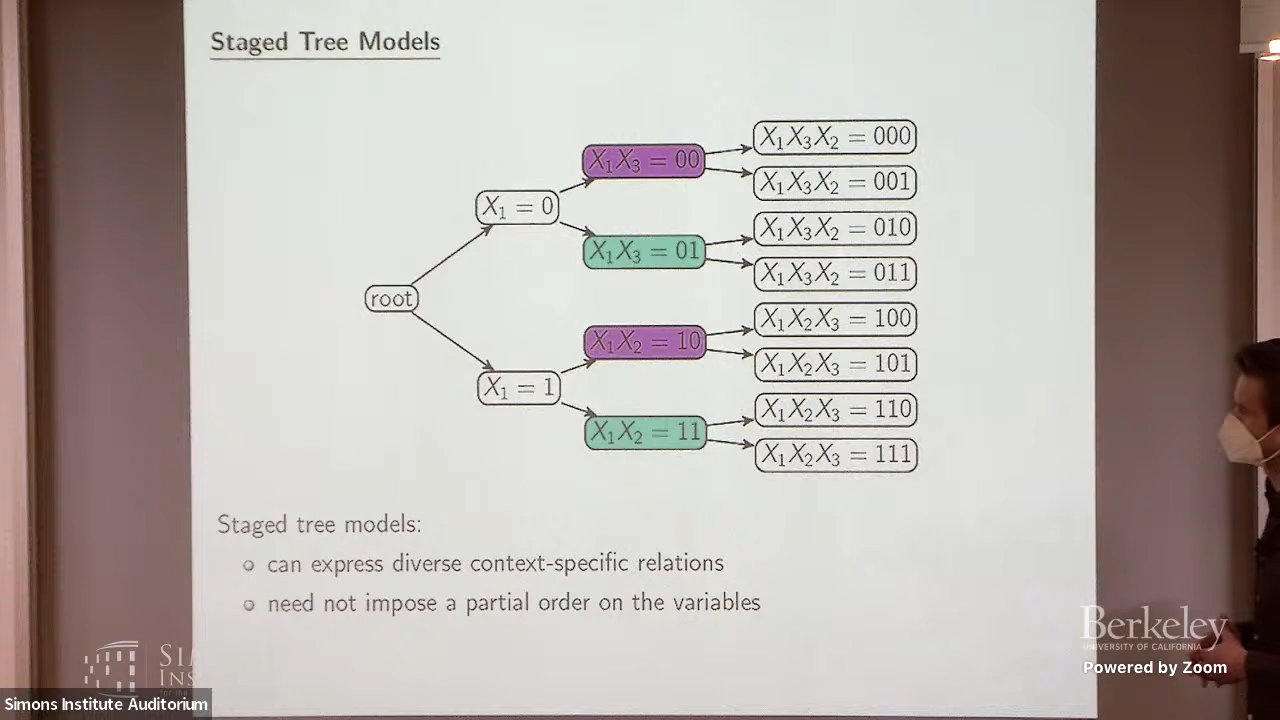 Staged Tree Models
X₁X₃X₂ = 000
X₁X₃ = 00
X₁X₃X₂ = 001
X₁ = 0
X₁X₃X₂ = 010
X₁X₃ = 01
X₁X₃X₂ = 011
root
X₁X₂X₃ = 100
X₁X₂ = 10
X₁X₂X₃ = 101
X₁ = 1
X₁X₂X₃ = 110
X₁X₂ = 11
X₁X₂X₃ = 111
Staged tree models:
can express diverse context-specific relations
need not impose a partial order on the variables
Berkeley
UNIVERSITY OF CALIFORNIA
Powered by Zoom
Simons Institute Auditorium